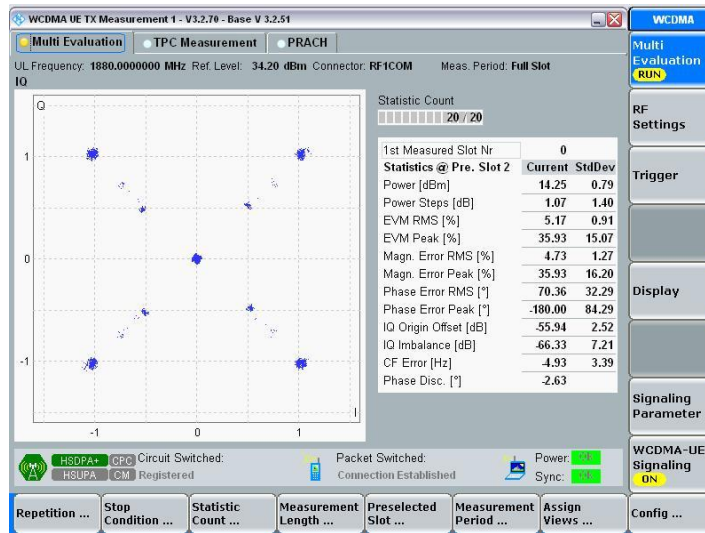 WCDMA UE TX Measurement 1 - V3.2.70 - Base V 3.2.51
WCDMA
Multi Evaluation
TPC Measurement
PRACH
Multi
Evaluation
RUN
UL Frequency: 1880.0000000 MHz Ref. Level: 34.20 dBm Connector: RF1COM Meas. Period: Full Slot
IQ
Q
1
0
-1
-1
0
1
I
Statistic Count
20 / 20
1st Measured Slot Nr 0
Statistics @ Pre. Slot 2 Current StdDev
Power [dBm] 14.25 0.79
Power Steps [dB] 1.07 1.40
EVM RMS [%] 5.17 0.91
EVM Peak [%] 35.93 15.07
Magn. Error RMS [%] 4.73 1.27
Magn. Error Peak [%] 35.93 16.20
Phase Error RMS [°] 70.36 32.29
Phase Error Peak [°] -180.00 84.29
IQ Origin Offset [dB] -55.94 2.52
IQ Imbalance [dB] -66.33 7.21
CF Error [Hz] -4.93 3.39
Phase Disc. [°] -2.63
RF
Settings
Trigger
Display
Signaling
Parameter
WCDMA-UE
Signaling
ON
HSDPA+ CPC Circuit Switched: Packet Switched: Power:
HSUPA CM Registered Connection Established Sync:
Repetition ...
Stop
Condition ...
Statistic
Count ...
Measurement
Length ...
Preselected
Slot ...
Measurement
Period ...
Assign
Views ...
Config ...